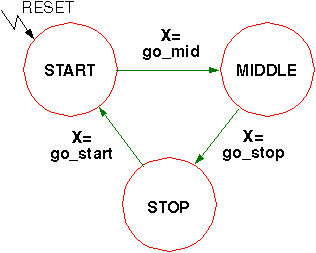 RESET
X=
go_mid
START
MIDDLE
X=
go_start
X=
go_stop
STOP